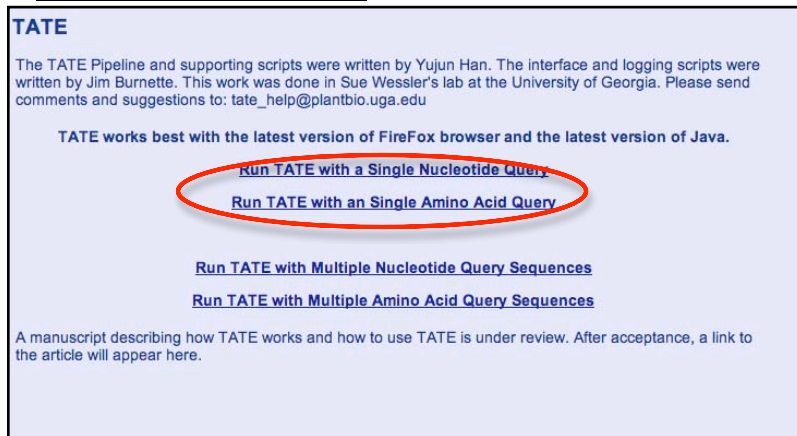 TATE
The TATE Pipeline and supporting scripts were written by Yujun Han. The interface and logging scripts were
written by Jim Burnette. This work was done in Sue Wessler's lab at the University of Georgia. Please send
comments and suggestions to: tate_help@plantbio.uga.edu
TATE works best with the latest version of FireFox browser and the latest version of Java.
Run TATE with a Single Nucleotide Query
Run TATE with an Single Amino Acid Query
Run TATE with Multiple Nucleotide Query Sequences
Run TATE with Multiple Amino Acid Query Sequences
A manuscript describing how TATE works and how to use TATE is under review. After acceptance, a link to
the article will appear here.